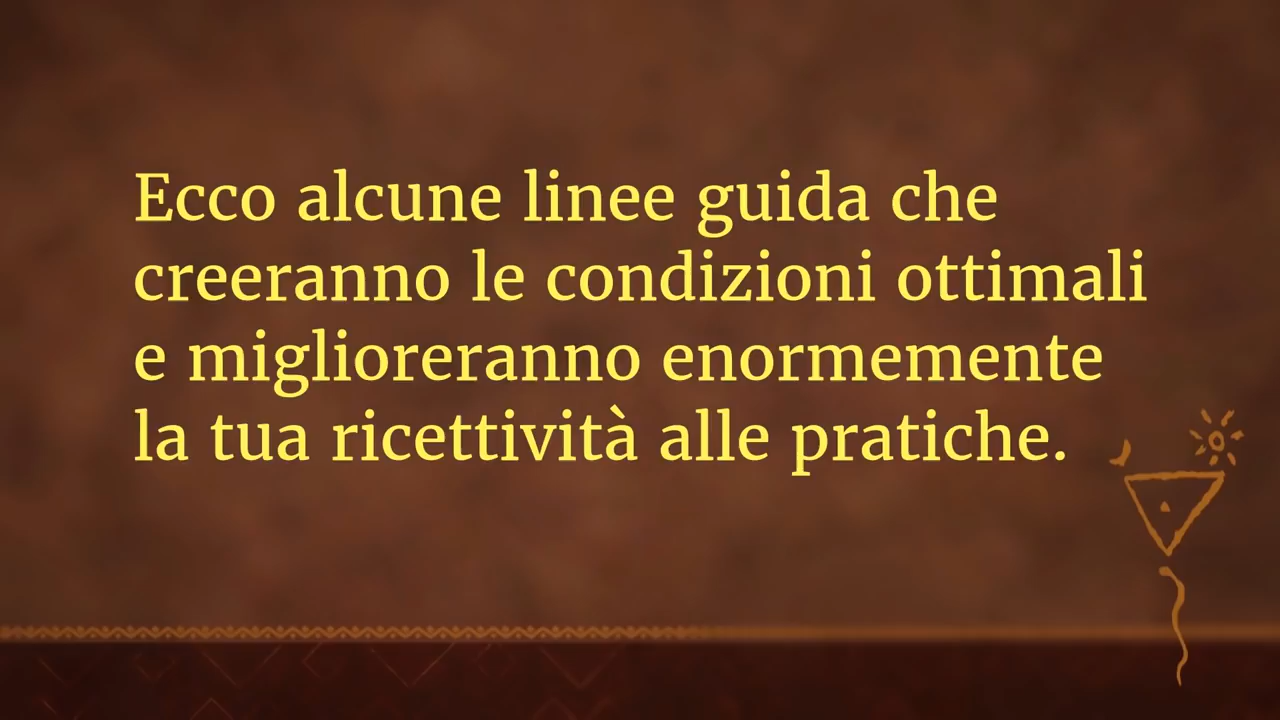 Ecco alcune linee guida che
creeranno le condizioni ottimali
e miglioreranno enormemente
la tua ricettività alle pratiche.